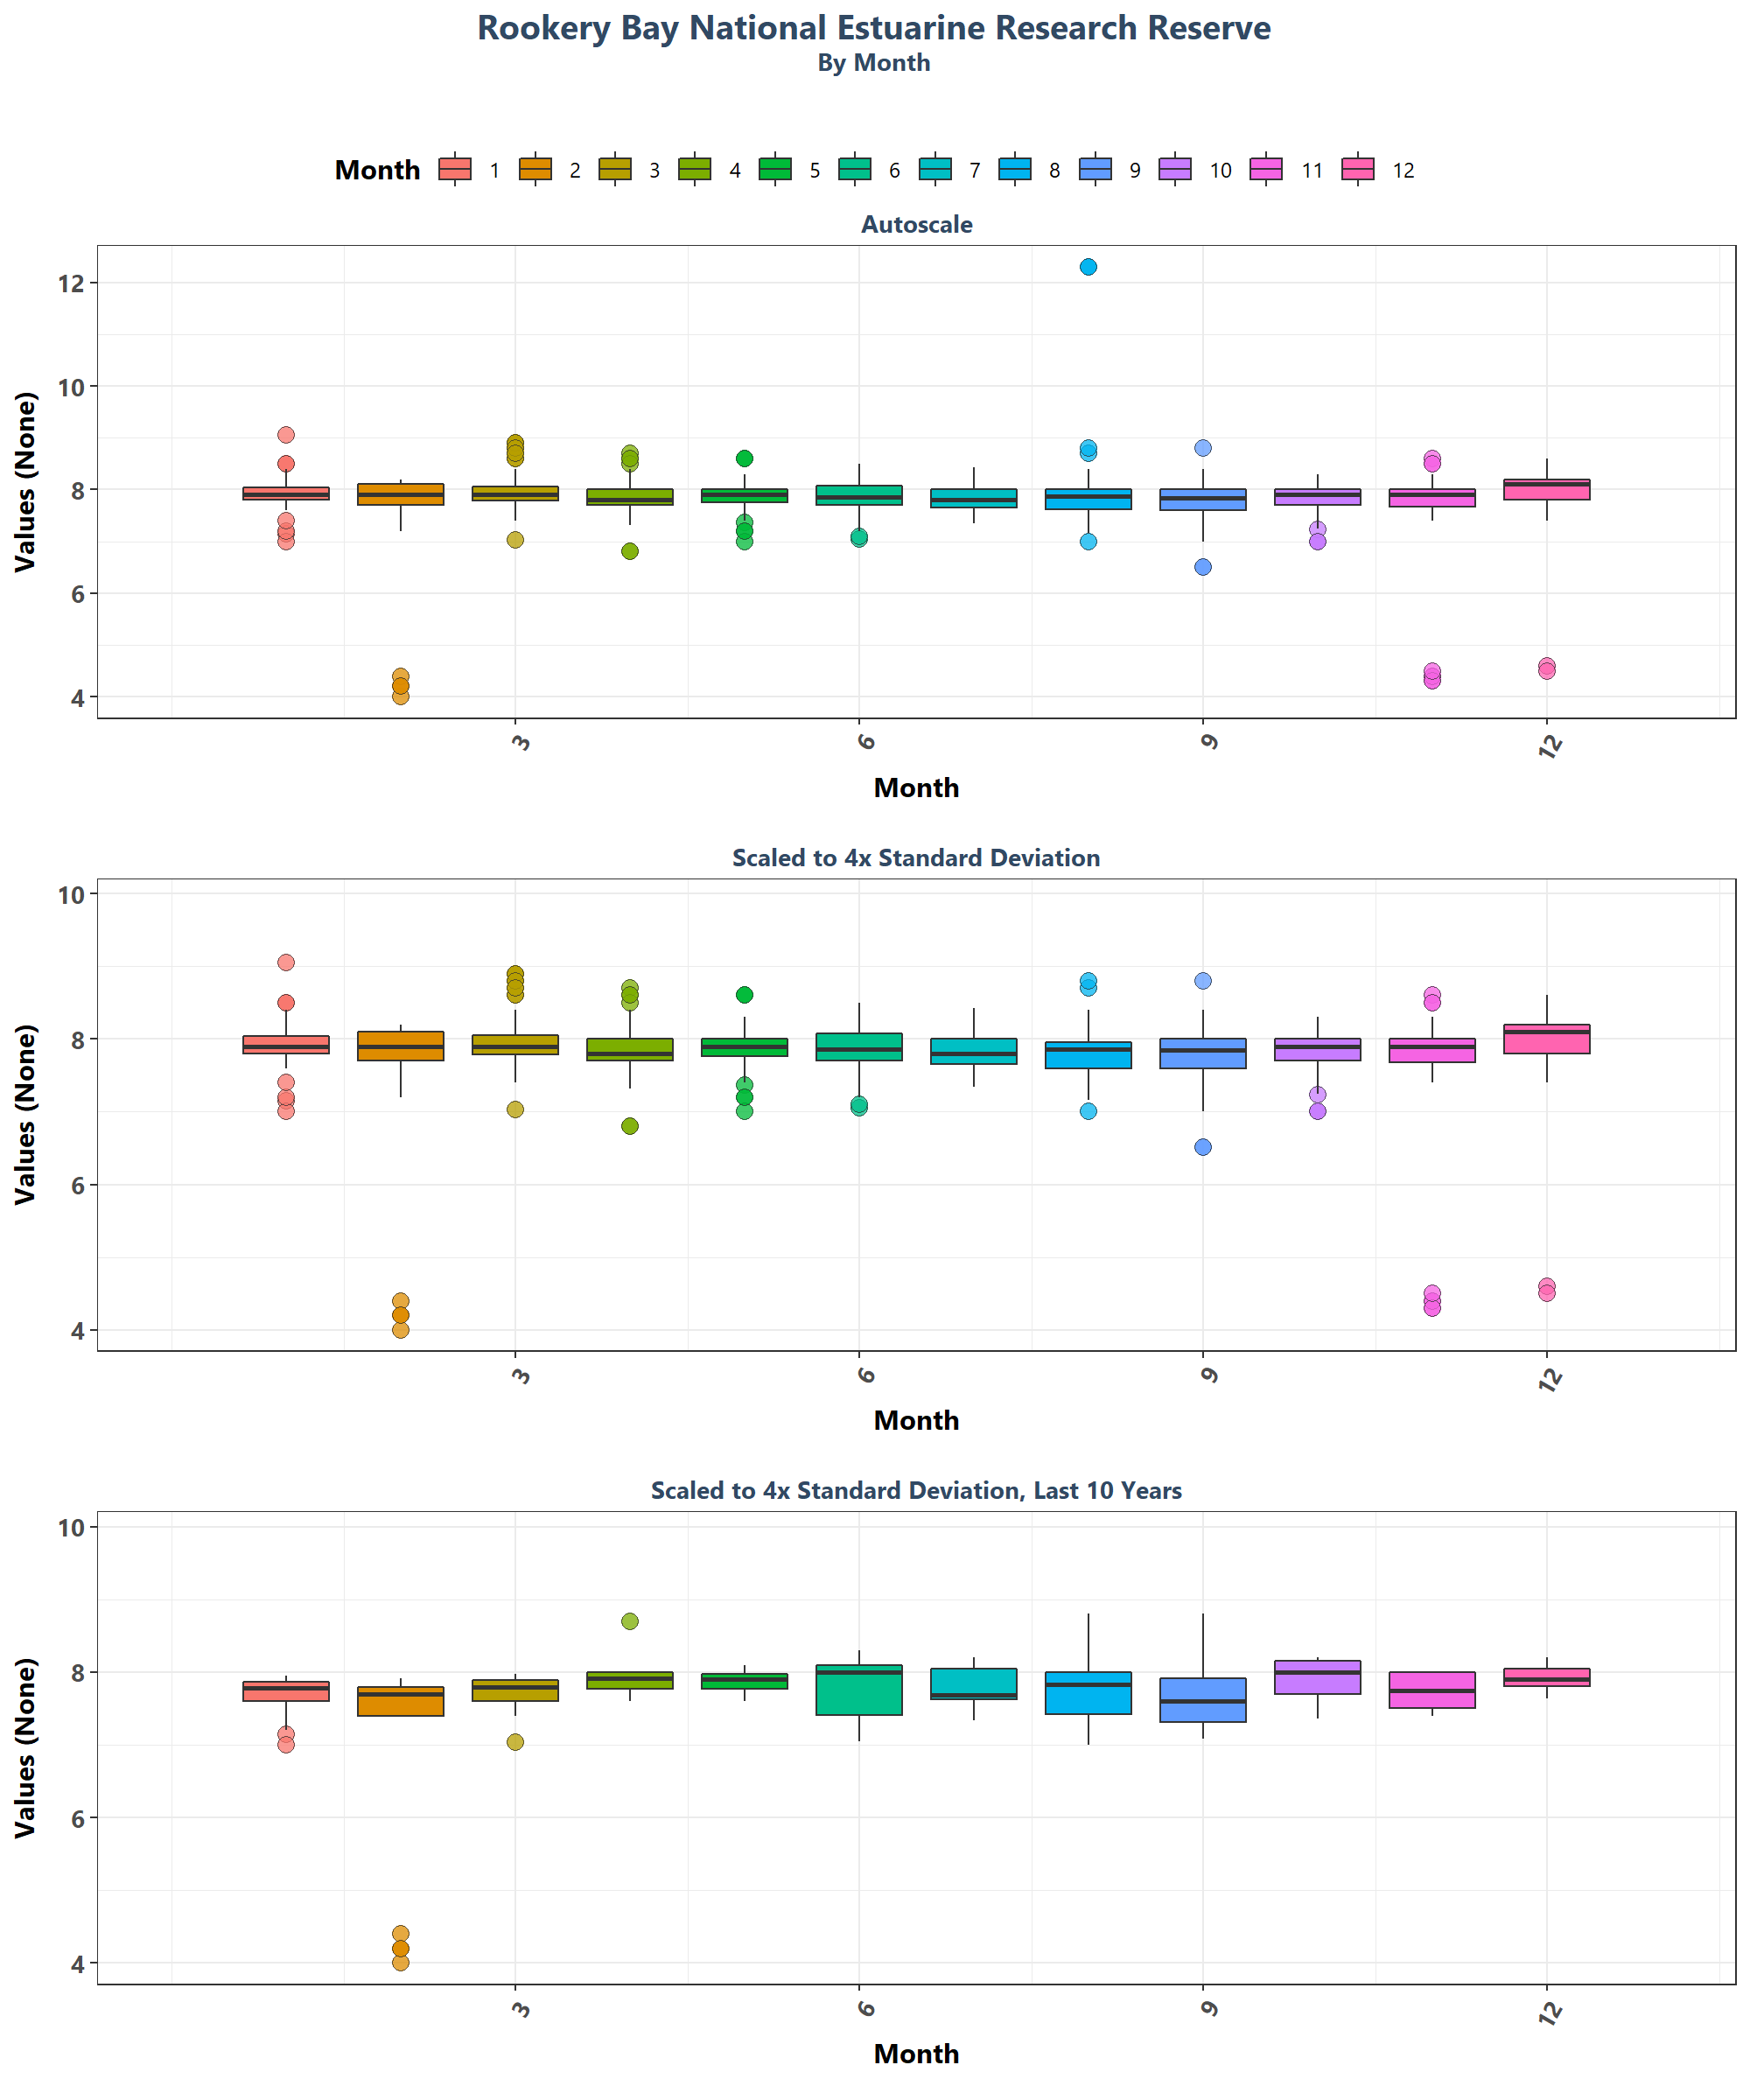 Rookery Bay National Estuarine Research Reserve
By Month
Month 1 2 3 4 5 6 7 8 9 10 11 12
Autoscale
Values (None)
12
10
8
6
4
3 6 9 12
Month
Scaled to 4x Standard Deviation
Values (None)
10
8
6
4
3 6 9 12
Month
Scaled to 4x Standard Deviation, Last 10 Years
Values (None)
10
8
6
4
3 6 9 12
Month